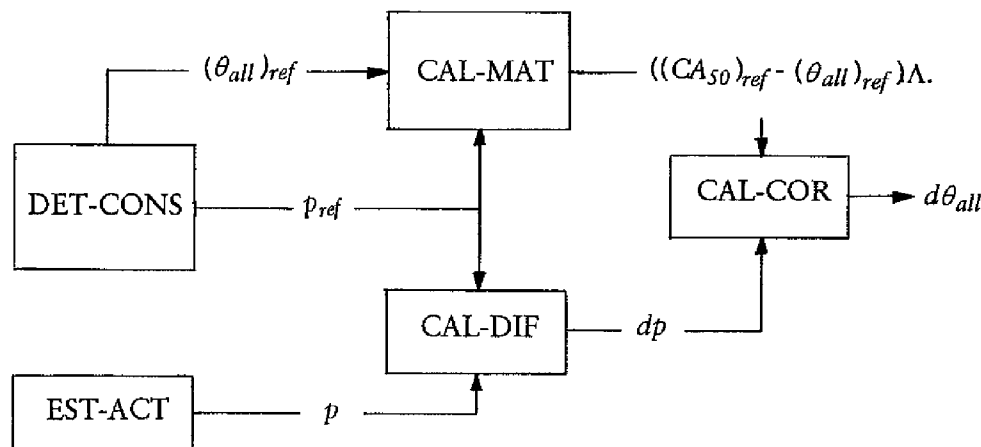 (θall)ref
CAL-MAT
((CA50)ref - (θall)ref)Λ.
DET-CONS
pref
CAL-COR
dθall
CAL-DIF
dp
EST-ACT
p